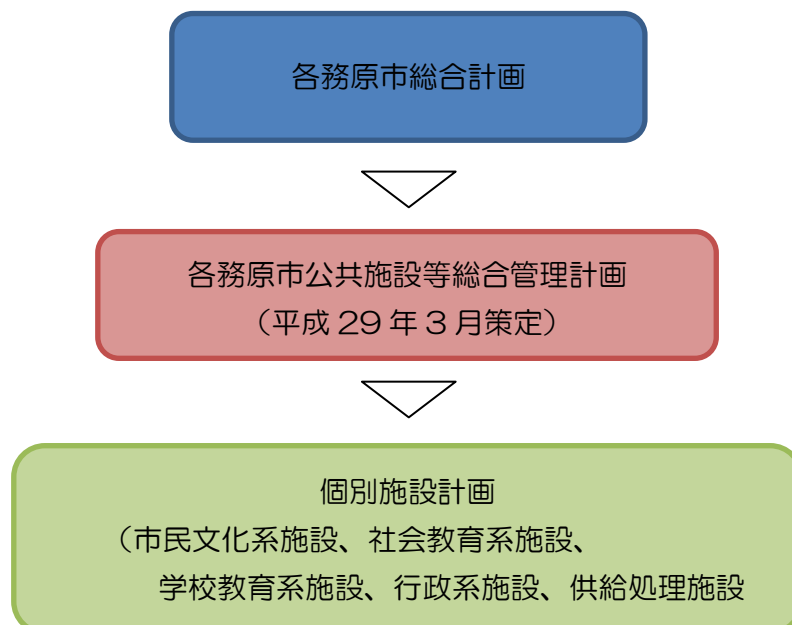 各務原市総合計画
各務原市公共施設等総合管理計画
（平成 29 年 3 月策定）
個別施設計画
（市民文化系施設、社会教育系施設、
学校教育系施設、行政系施設、供給処理施設